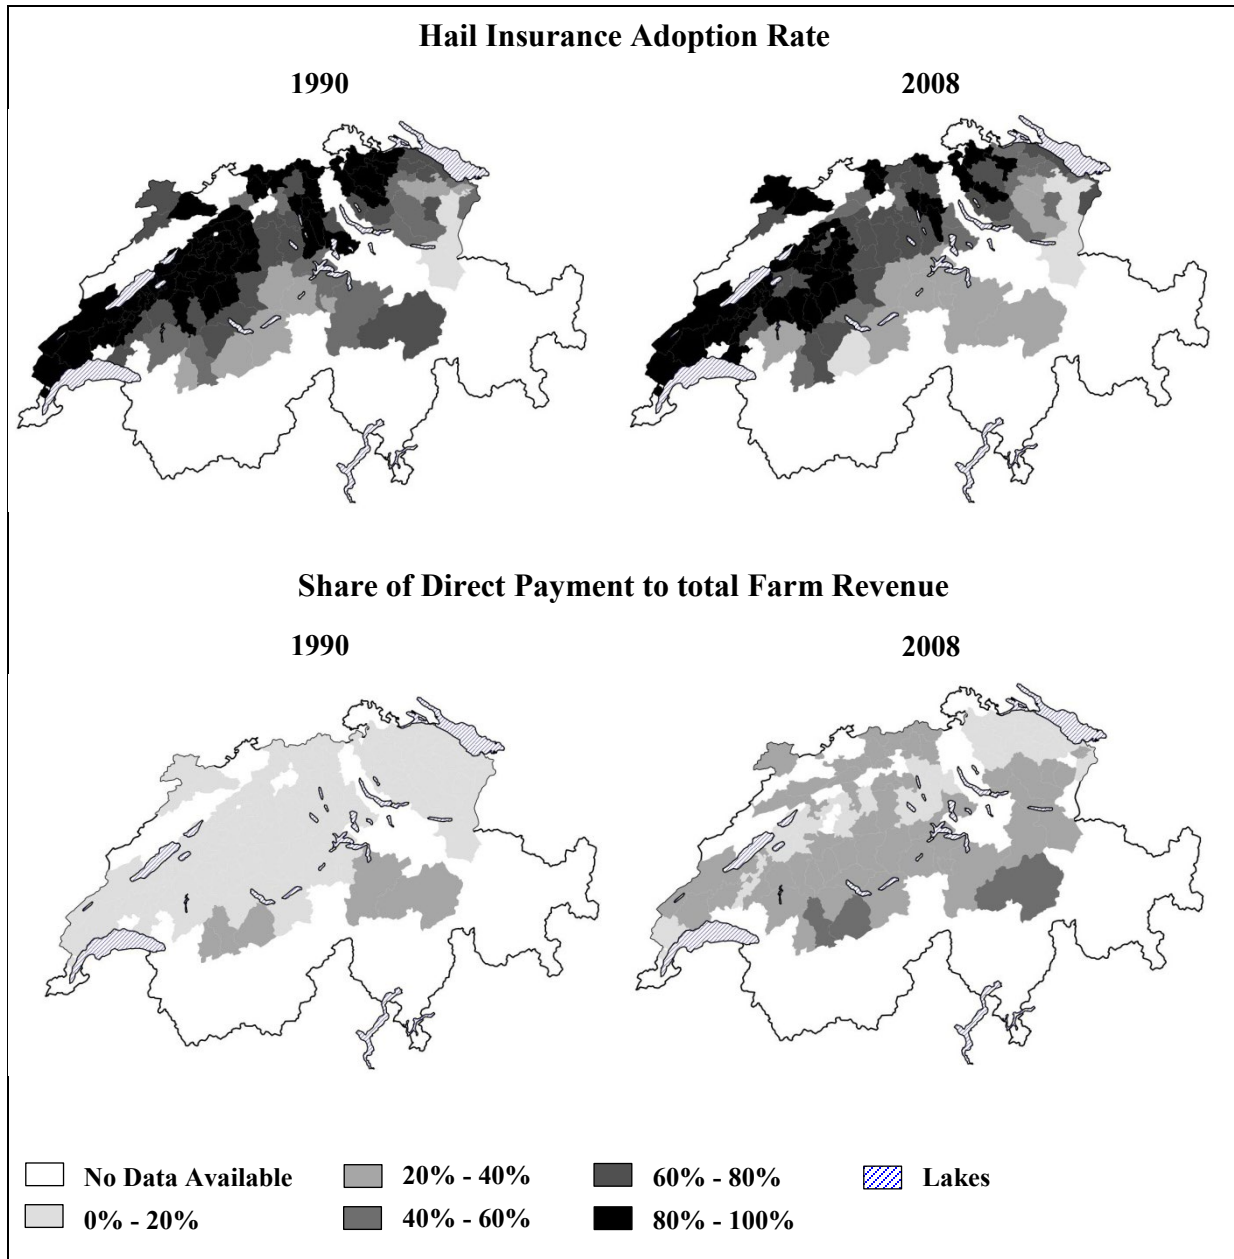 Hail Insurance Adoption Rate
1990 2008
Share of Direct Payment to total Farm Revenue
1990 2008
No Data Available 20% - 40% 60% - 80% Lakes
0% - 20% 40% - 60% 80% - 100%